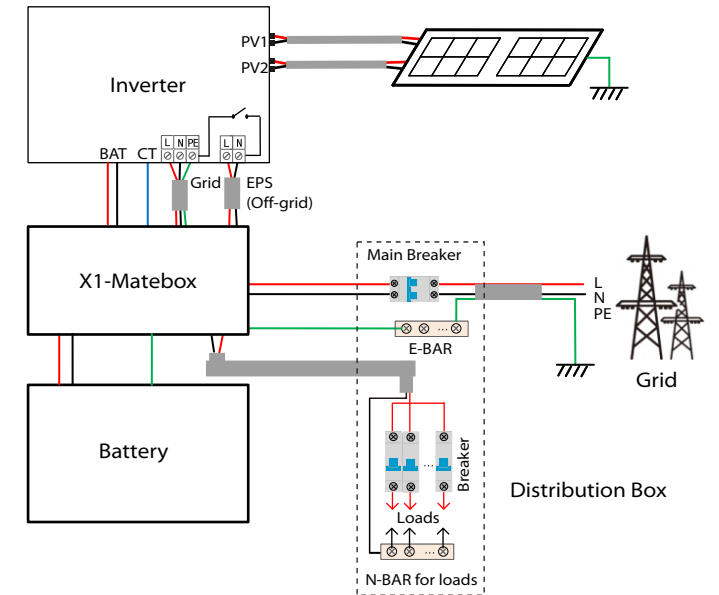 PV1
PV2
Inverter
L N PE
L N
BAT CT
Grid
EPS
(Off-grid)
Main Breaker
X1-Matebox
L
N
PE
...
E-BAR
Grid
Battery
...
Breaker
Distribution Box
Loads
...
N-BAR for loads